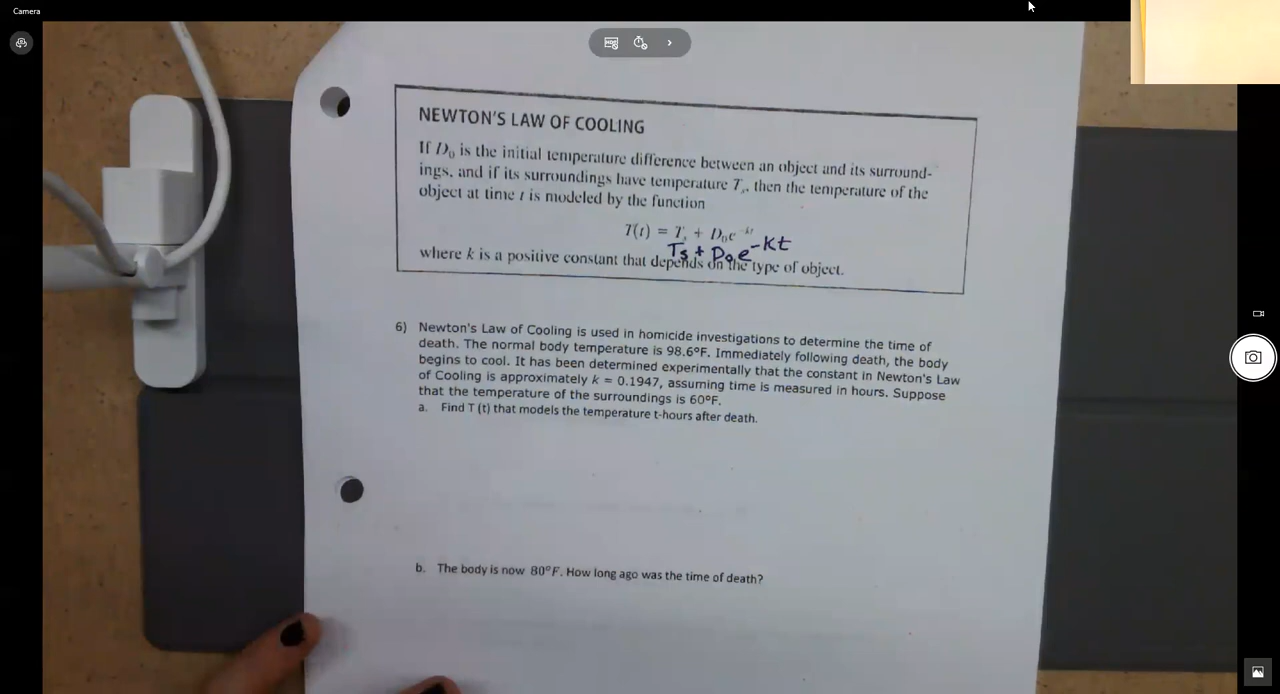 Camera
NEWTON'S LAW OF COOLING
If D₀ is the initial temperature difference between an object and its surround-
ings, and if its surroundings have temperature Tₛ, then the temperature of the
object at time t is modeled by the function
T(t) = Tₛ + D₀e⁻ᵏᵗ
Ts + D₀e^-kt
where k is a positive constant that depends on the type of object.
6) Newton's Law of Cooling is used in homicide investigations to determine the time of
death. The normal body temperature is 98.6°F. Immediately following death, the body
begins to cool. It has been determined experimentally that the constant in Newton's Law
of Cooling is approximately k = 0.1947, assuming time is measured in hours. Suppose
that the temperature of the surroundings is 60°F.
a. Find T (t) that models the temperature t-hours after death.
b. The body is now 80°F. How long ago was the time of death?